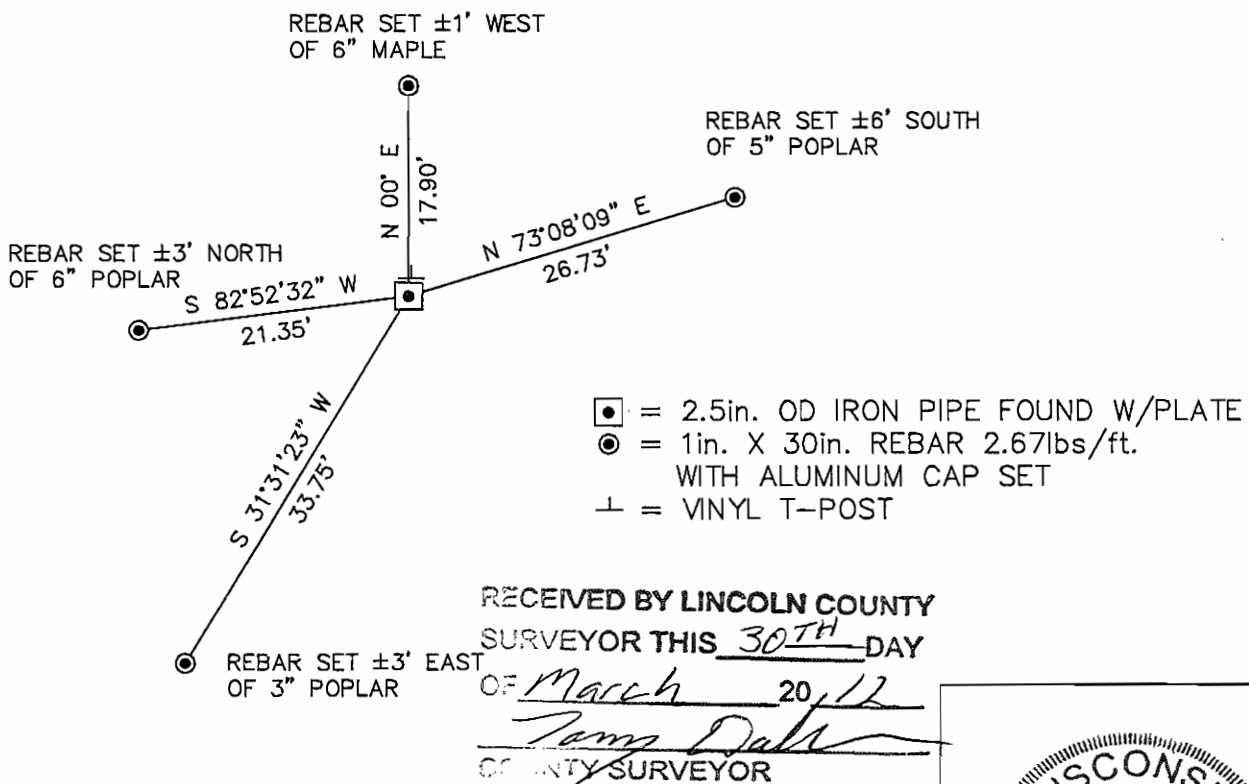 REBAR SET ±1' WEST
OF 6" MAPLE
REBAR SET ±6' SOUTH
OF 5" POPLAR
N 00° E
17.90'
N 73°08'09" E
26.73'
REBAR SET ±3' NORTH
OF 6" POPLAR
S 82°52'32" W
21.35'
S 31°31'23" W
33.75'
= 2.5in. OD IRON PIPE FOUND W/PLATE
= 1in. X 30in. REBAR 2.67lbs/ft.
WITH ALUMINUM CAP SET
= VINYL T-POST
REBAR SET ±3' EAST
OF 3" POPLAR
RECEIVED BY LINCOLN COUNTY
SURVEYOR THIS 30TH DAY
OF March 20 12
COUNTY SURVEYOR